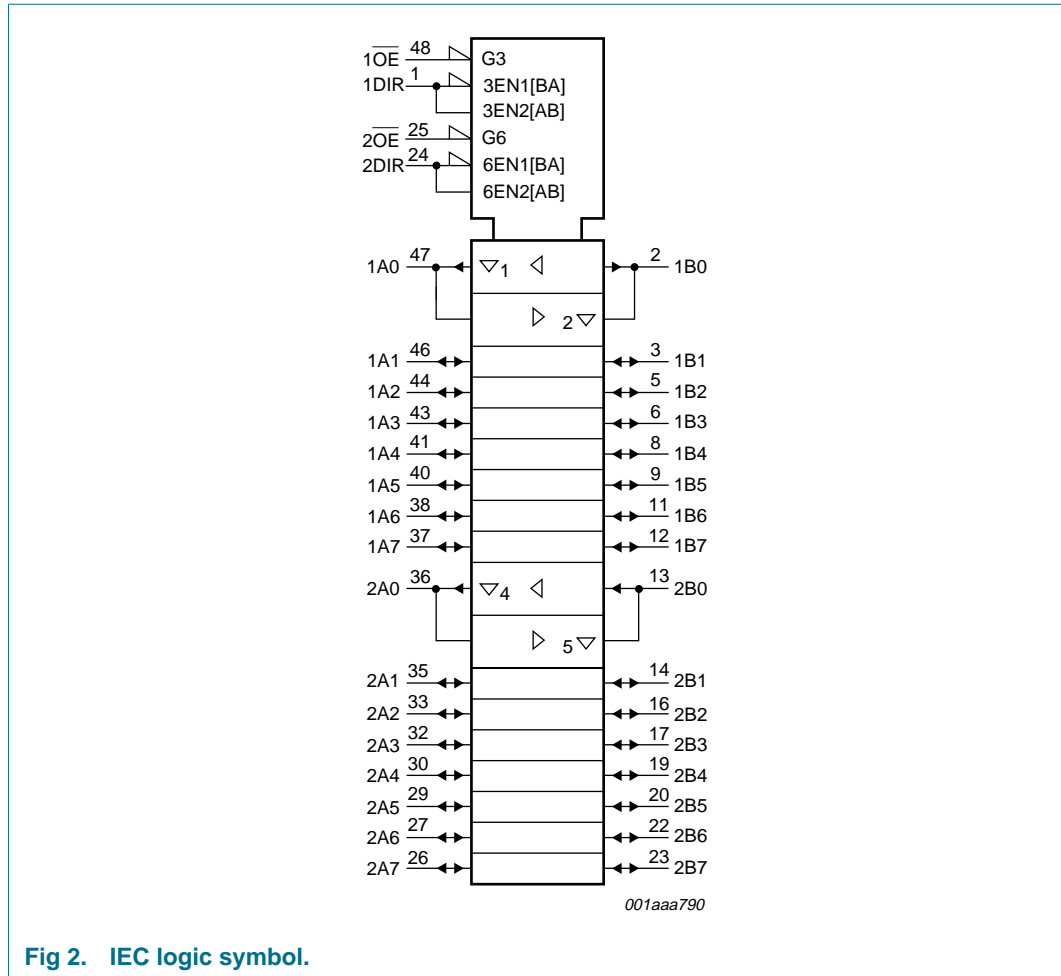 1O̅E̅ 48 G3
1DIR 1 3EN1[BA]
3EN2[AB]
2O̅E̅ 25 G6
2DIR 24 6EN1[BA]
6EN2[AB]
1A0 47 1 2 1B0
2
1A1 46 3 1B1
1A2 44 5 1B2
1A3 43 6 1B3
1A4 41 8 1B4
1A5 40 9 1B5
1A6 38 11 1B6
1A7 37 12 1B7
2A0 36 4 13 2B0
5
2A1 35 14 2B1
2A2 33 16 2B2
2A3 32 17 2B3
2A4 30 19 2B4
2A5 29 20 2B5
2A6 27 22 2B6
2A7 26 23 2B7
001aaa790
Fig 2. IEC logic symbol.